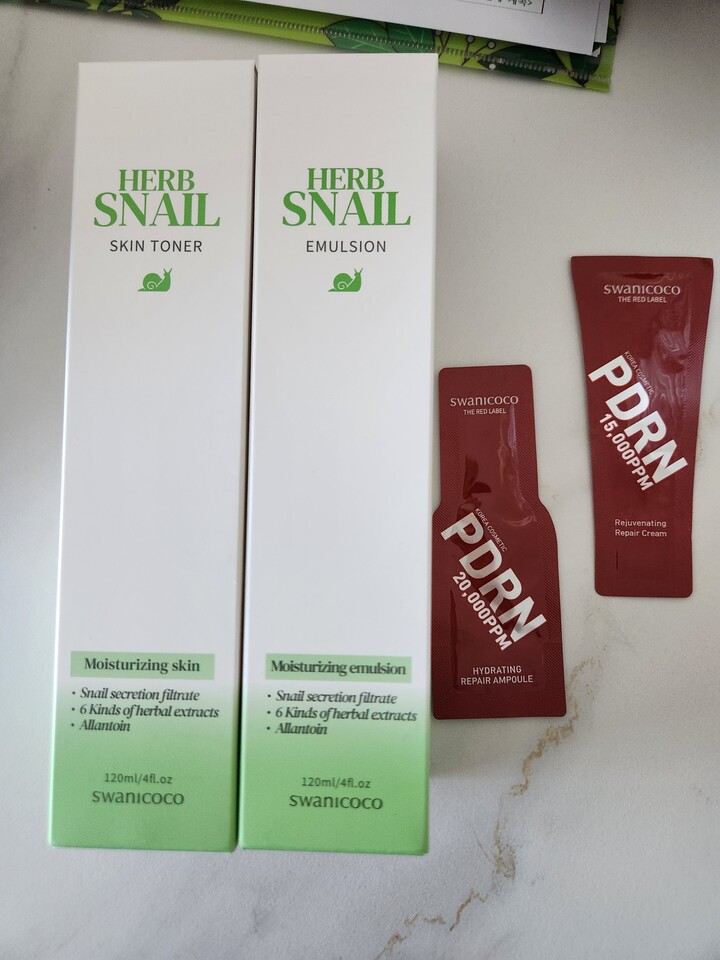 HERB
SNAIL
SKIN TONER
Moisturizing skin
• Snail secretion filtrate
• 6 Kinds of herbal extracts
• Allantoin
120ml/4fl.oz
swanicoco
HERB
SNAIL
EMULSION
Moisturizing emulsion
• Snail secretion filtrate
• 6 Kinds of herbal extracts
• Allantoin
120ml/4fl.oz
swanicoco
swanicoco
THE RED LABEL
KOREA COSMETIC
PDRN
20,000PPM
HYDRATING
REPAIR AMPOULE
swanicoco
THE RED LABEL
KOREA COSMETIC
PDRN
15,000PPM
Rejuvenating
Repair Cream